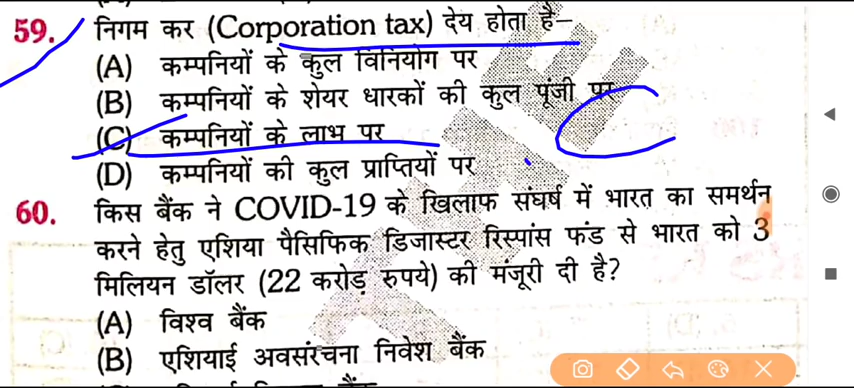 59. निगम कर (Corporation tax) देय होता है–
(A) कम्पनियों के कुल विनियोग पर
(B) कम्पनियों के शेयर धारकों की कुल पूंजी पर
(C) कम्पनियों के लाभ पर
(D) कम्पनियों की कुल प्राप्तियों पर
60. किस बैंक ने COVID-19 के खिलाफ संघर्ष में भारत का समर्थन
करने हेतु एशिया पैसिफिक डिजास्टर रिस्पांस फंड से भारत को 3
मिलियन डॉलर (22 करोड़ रुपये) की मंजूरी दी है?
(A) विश्व बैंक
(B) एशियाई अवसंरचना निवेश बैंक